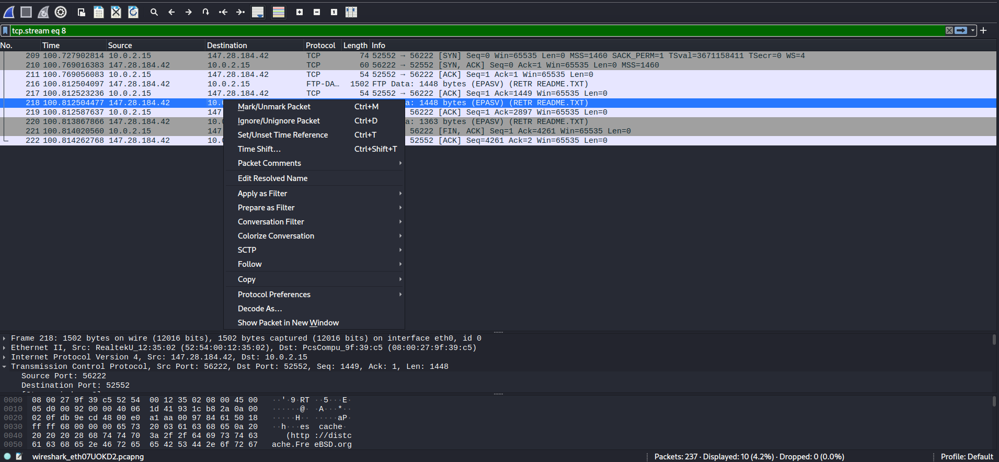 tcp.stream eq 8
No. Time Source Destination Protocol Length Info
209 100.727902814 10.0.2.15 147.28.184.42 TCP 74 52552 → 56222 [SYN] Seq=0 Win=65535 Len=0 MSS=1460 SACK_PERM=1 TSval=3671158411 TSecr=0 WS=4
210 100.769016383 147.28.184.42 10.0.2.15 TCP 60 56222 → 52552 [SYN, ACK] Seq=0 Ack=1 Win=65535 Len=0 MSS=1460
211 100.769056083 10.0.2.15 147.28.184.42 TCP 54 52552 → 56222 [ACK] Seq=1 Ack=1 Win=65535 Len=0
216 100.812504097 147.28.184.42 10.0.2.15 FTP-DA… 1502 FTP Data: 1448 bytes (EPASV) (RETR README.TXT)
217 100.812523236 10.0.2.15 147.28.184.42 TCP 54 52552 → 56222 [ACK] Seq=1 Ack=1449 Win=65535 Len=0
218 100.812504477 147.28.184.42 10. a: 1448 bytes (EPASV) (RETR README.TXT)
219 100.812587637 10.0.2.15 147 56222 [ACK] Seq=1 Ack=2897 Win=65535 Len=0
220 100.813867866 147.28.184.42 10. a: 1363 bytes (EPASV) (RETR README.TXT)
221 100.814020560 10.0.2.15 147 56222 [FIN, ACK] Seq=1 Ack=4261 Win=65535 Len=0
222 100.814262768 147.28.184.42 10. 52552 [ACK] Seq=4261 Ack=2 Win=65535 Len=0
Mark/Unmark Packet Ctrl+M
Ignore/Unignore Packet Ctrl+D
Set/Unset Time Reference Ctrl+T
Time Shift… Ctrl+Shift+T
Packet Comments
Edit Resolved Name
Apply as Filter
Prepare as Filter
Conversation Filter
Colorize Conversation
SCTP
Follow
Copy
Protocol Preferences
Decode As…
Show Packet in New Window
Frame 218: 1502 bytes on wire (12016 bits), 1502 bytes captured (12016 bits) on interface eth0, id 0
Ethernet II, Src: RealtekU_12:35:02 (52:54:00:12:35:02), Dst: PcsCompu_9f:39:c5 (08:00:27:9f:39:c5)
Internet Protocol Version 4, Src: 147.28.184.42, Dst: 10.0.2.15
Transmission Control Protocol, Src Port: 56222, Dst Port: 52552, Seq: 1449, Ack: 1, Len: 1448
Source Port: 56222
Destination Port: 52552
0000 08 00 27 9f 39 c5 52 54 00 12 35 02 08 00 45 00 ··'·9·RT ··5···E·
0010 05 d0 00 92 00 00 40 06 1d 41 93 1c b8 2a 0a 00 ······@· ·A···*··
0020 02 0f db 9e cd 48 00 e0 a1 aa 00 97 84 61 50 18 ·····H·· ·····aP·
0030 ff ff 68 00 00 00 65 73 20 63 61 63 68 65 0a 20 ··h···es cache·
0040 20 20 20 28 68 74 74 70 3a 2f 2f 64 69 73 74 63 (http ://distc
0050 61 63 68 65 2e 46 72 65 65 42 53 44 2e 6f 72 67 ache.Fre eBSD.org
wireshark_eth07UOKD2.pcapng Packets: 237 · Displayed: 10 (4.2%) · Dropped: 0 (0.0%) Profile: Default